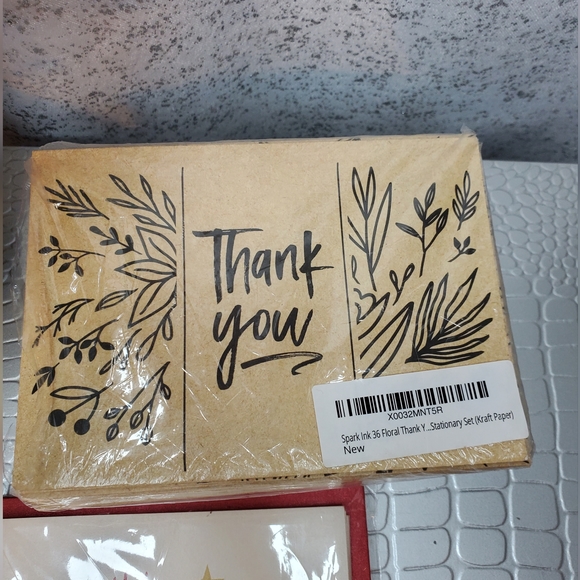 Thank
you
X0032MNT5R
Spark Ink 36 Floral Thank Y...Stationary Set (Kraft Paper)
New